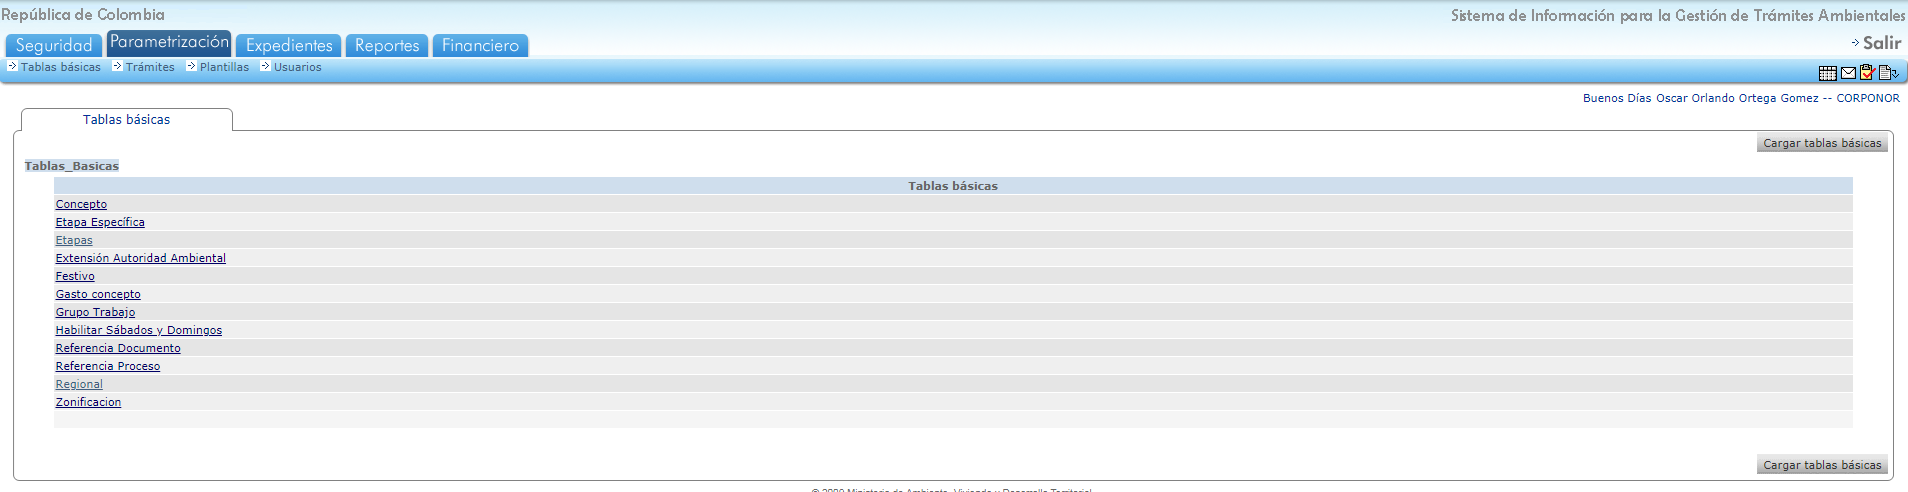 República de Colombia
Sistema de Información para la Gestión de Trámites Ambientales
Seguridad Parametrización Expedientes Reportes Financiero
Salir
Tablas básicas Trámites Plantillas Usuarios
Buenos Días Oscar Orlando Ortega Gomez -- CORPONOR
Tablas básicas
Cargar tablas básicas
Tablas_Basicas
Tablas básicas
Concepto
Etapa Específica
Etapas
Extensión Autoridad Ambiental
Festivo
Gasto concepto
Grupo Trabajo
Habilitar Sábados y Domingos
Referencia Documento
Referencia Proceso
Regional
Zonificacion
Cargar tablas básicas